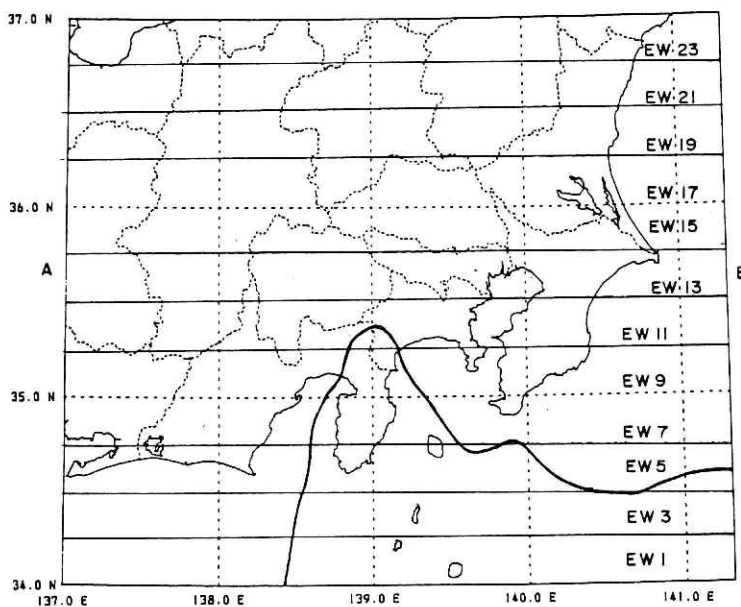 37.0 N
EW 23
EW 21
EW 19
EW 17
36.0 N
EW 15
A
EW 13
EW 11
35.0 N
EW 9
EW 7
EW 5
EW 3
EW 1
34.0 N
137.0 E 138.0 E 139.0 E 140.0 E 141.0 E